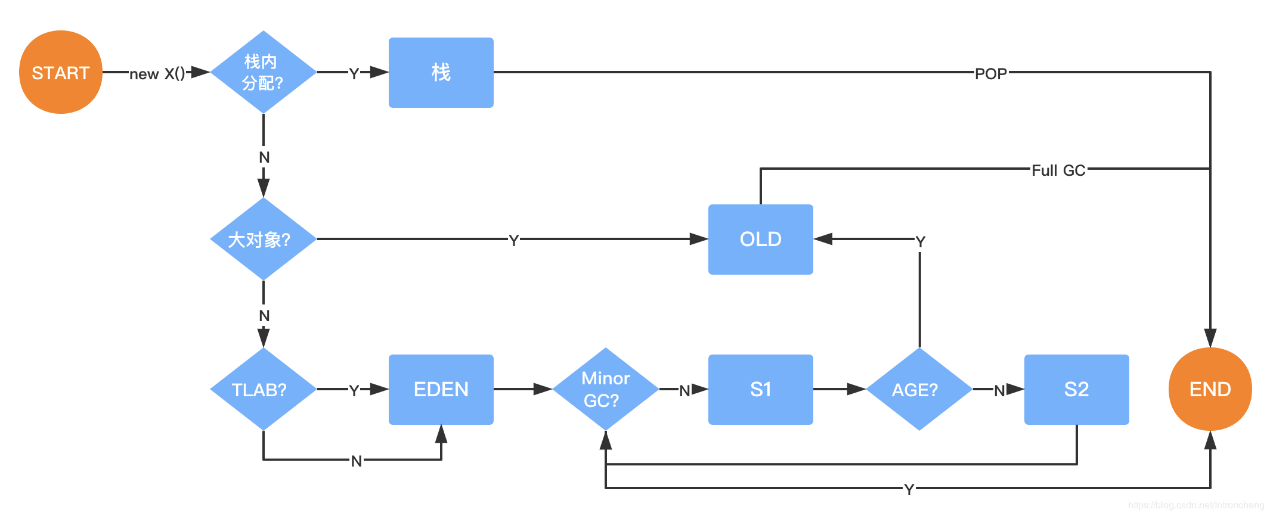 START
new X()
栈内
分配?
Y
栈
POP
N
Full GC
大对象?
Y
OLD
Y
N
TLAB?
Y
EDEN
Minor
GC?
N
S1
AGE?
N
S2
END
N
Y